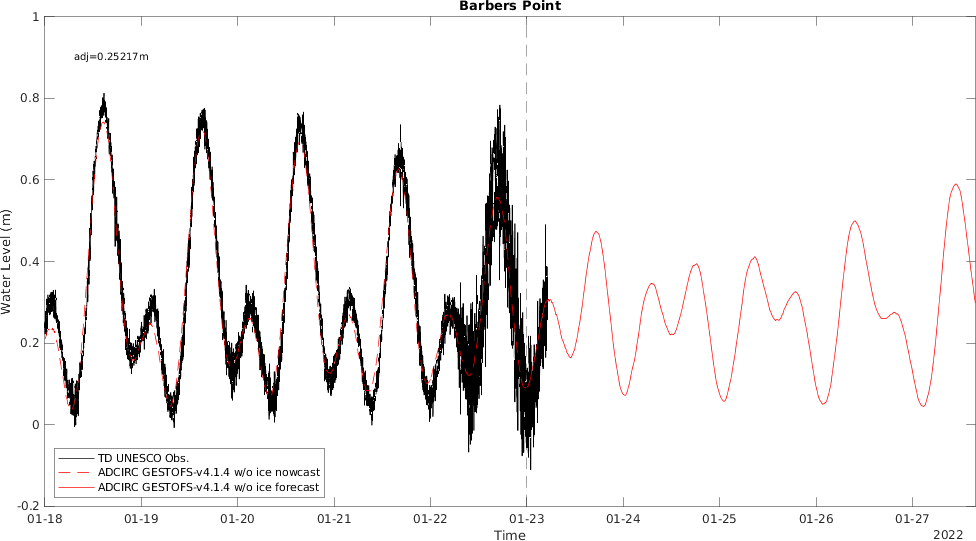 Barbers Point
adj=0.25217m
Water Level (m)
1
0.8
0.6
0.4
0.2
0
-0.2
TD UNESCO Obs.
ADCIRC GESTOFS-v4.1.4 w/o ice nowcast
ADCIRC GESTOFS-v4.1.4 w/o ice forecast
01-18 01-19 01-20 01-21 01-22 01-23 01-24 01-25 01-26 01-27
Time
2022